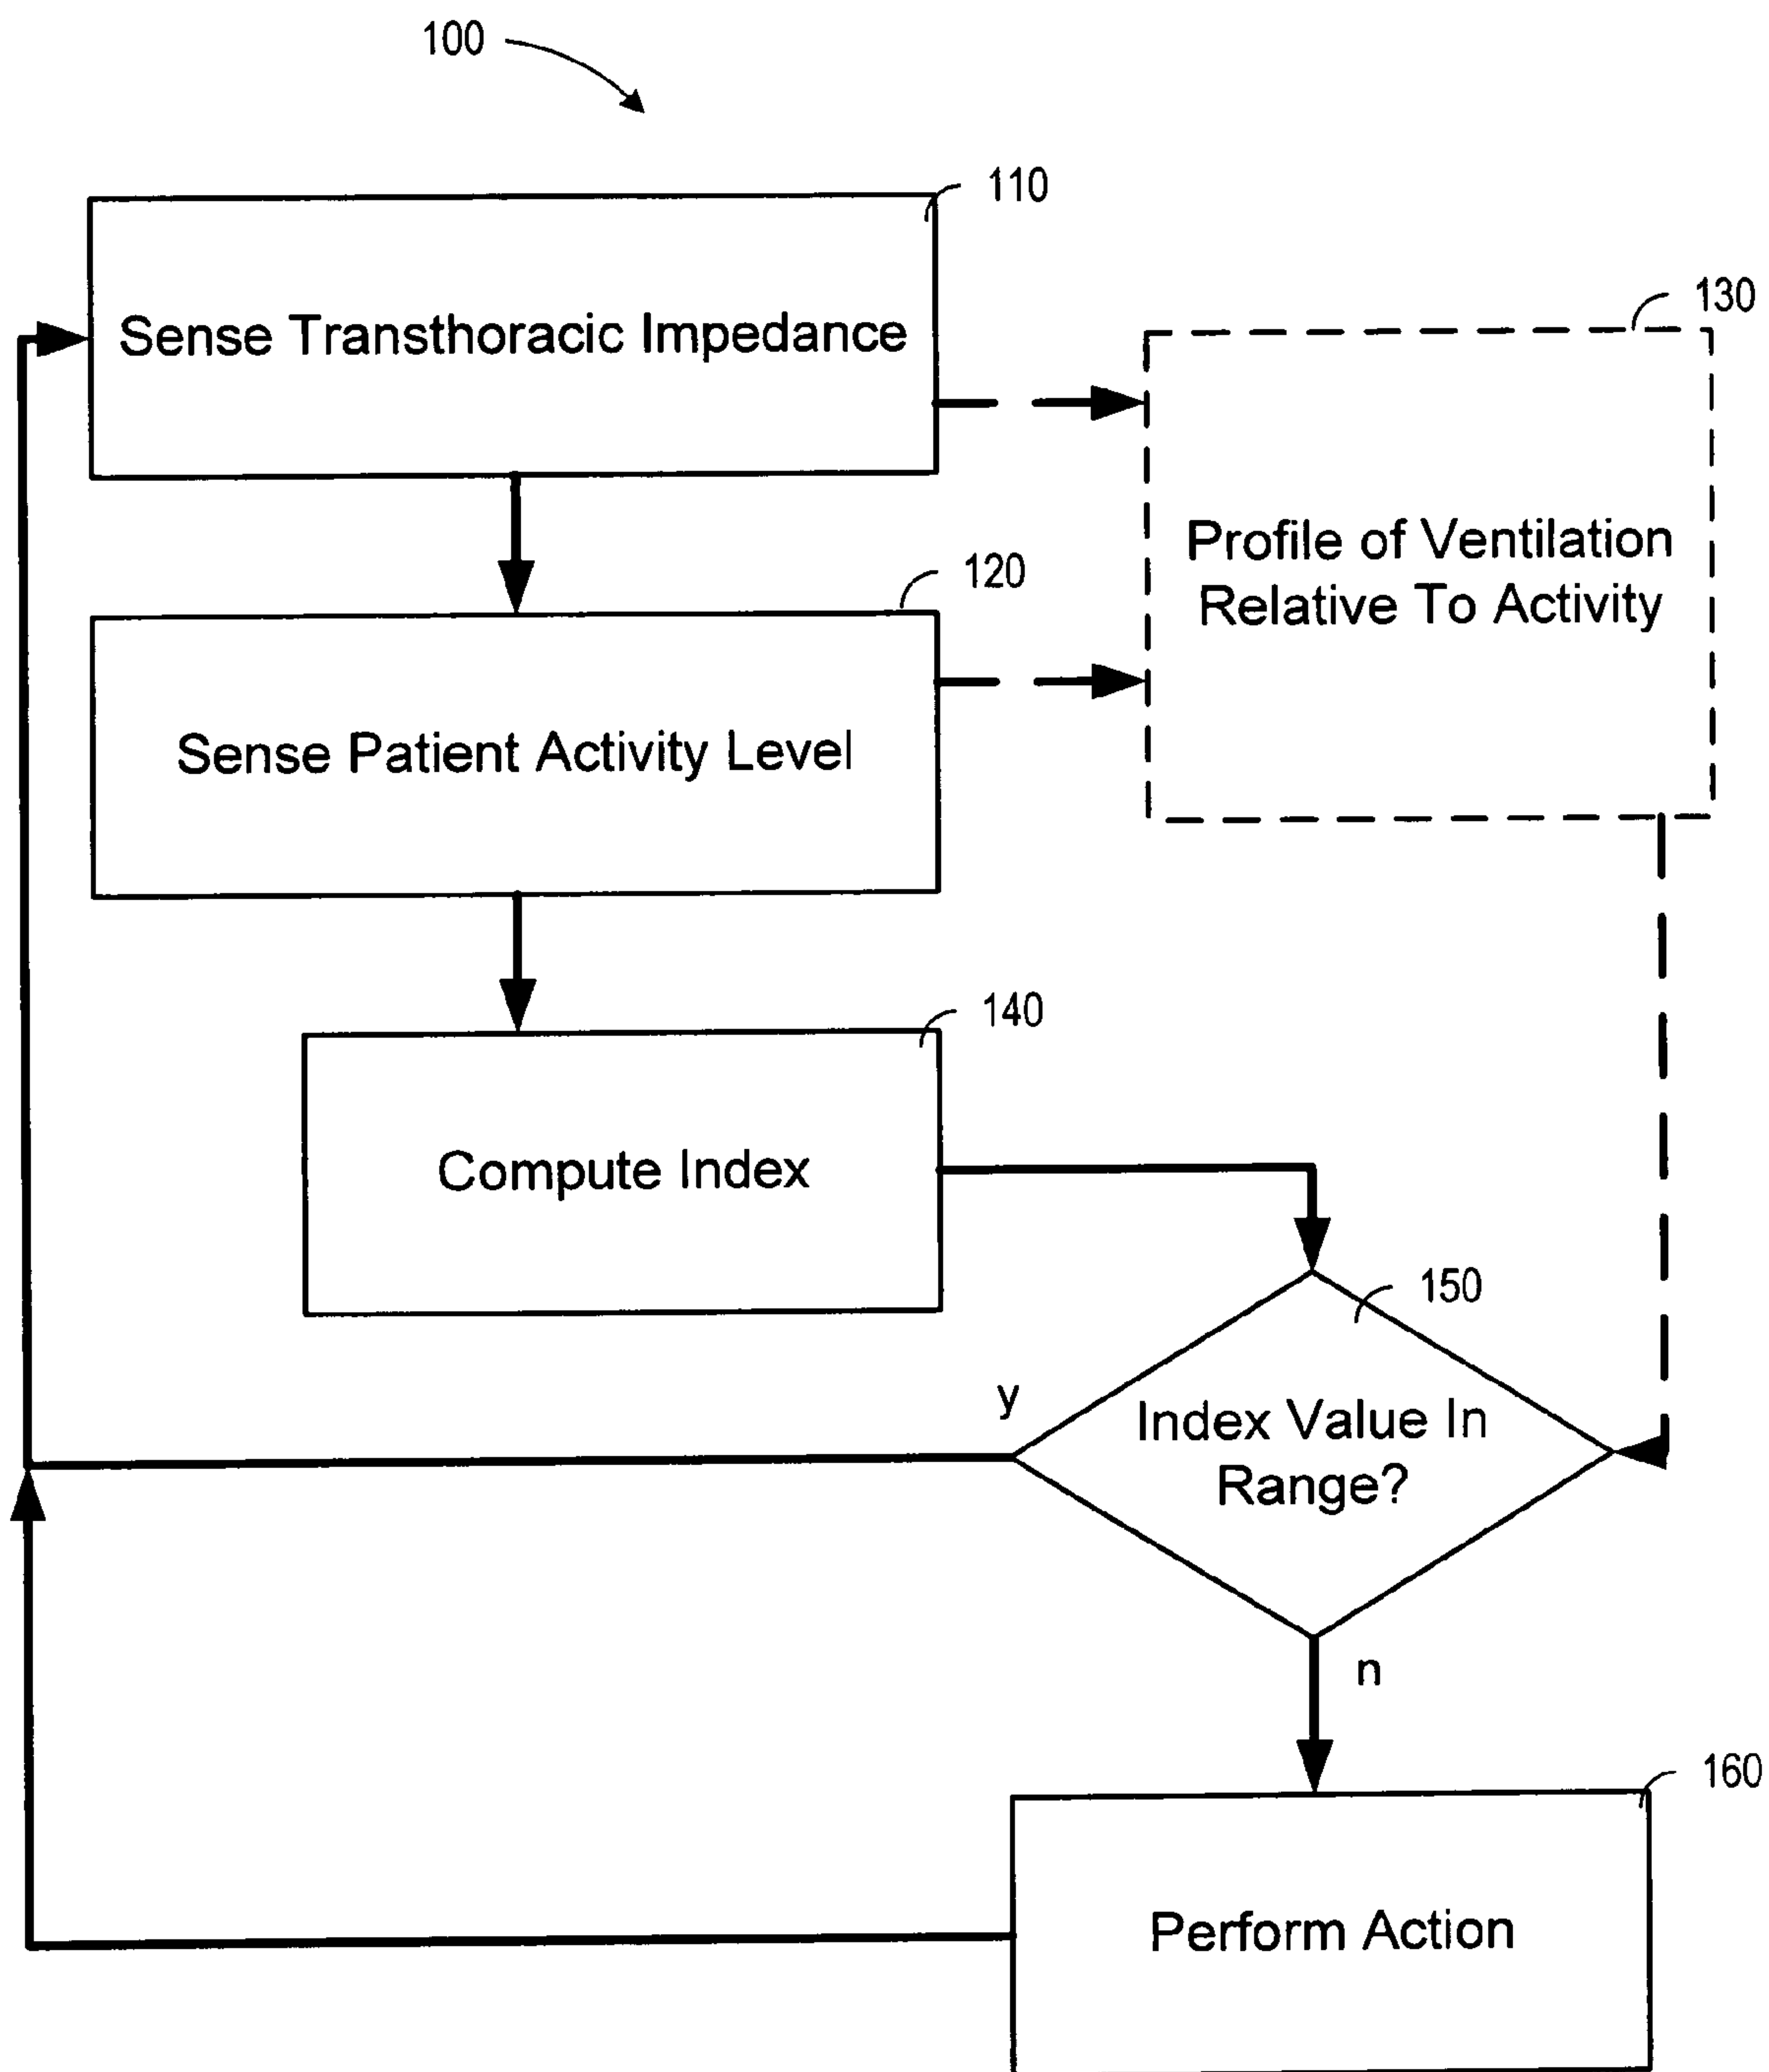 100
110
Sense Transthoracic Impedance
130
Profile of Ventilation
Relative To Activity
120
Sense Patient Activity Level
140
Compute Index
150
y
Index Value In
Range?
n
160
Perform Action